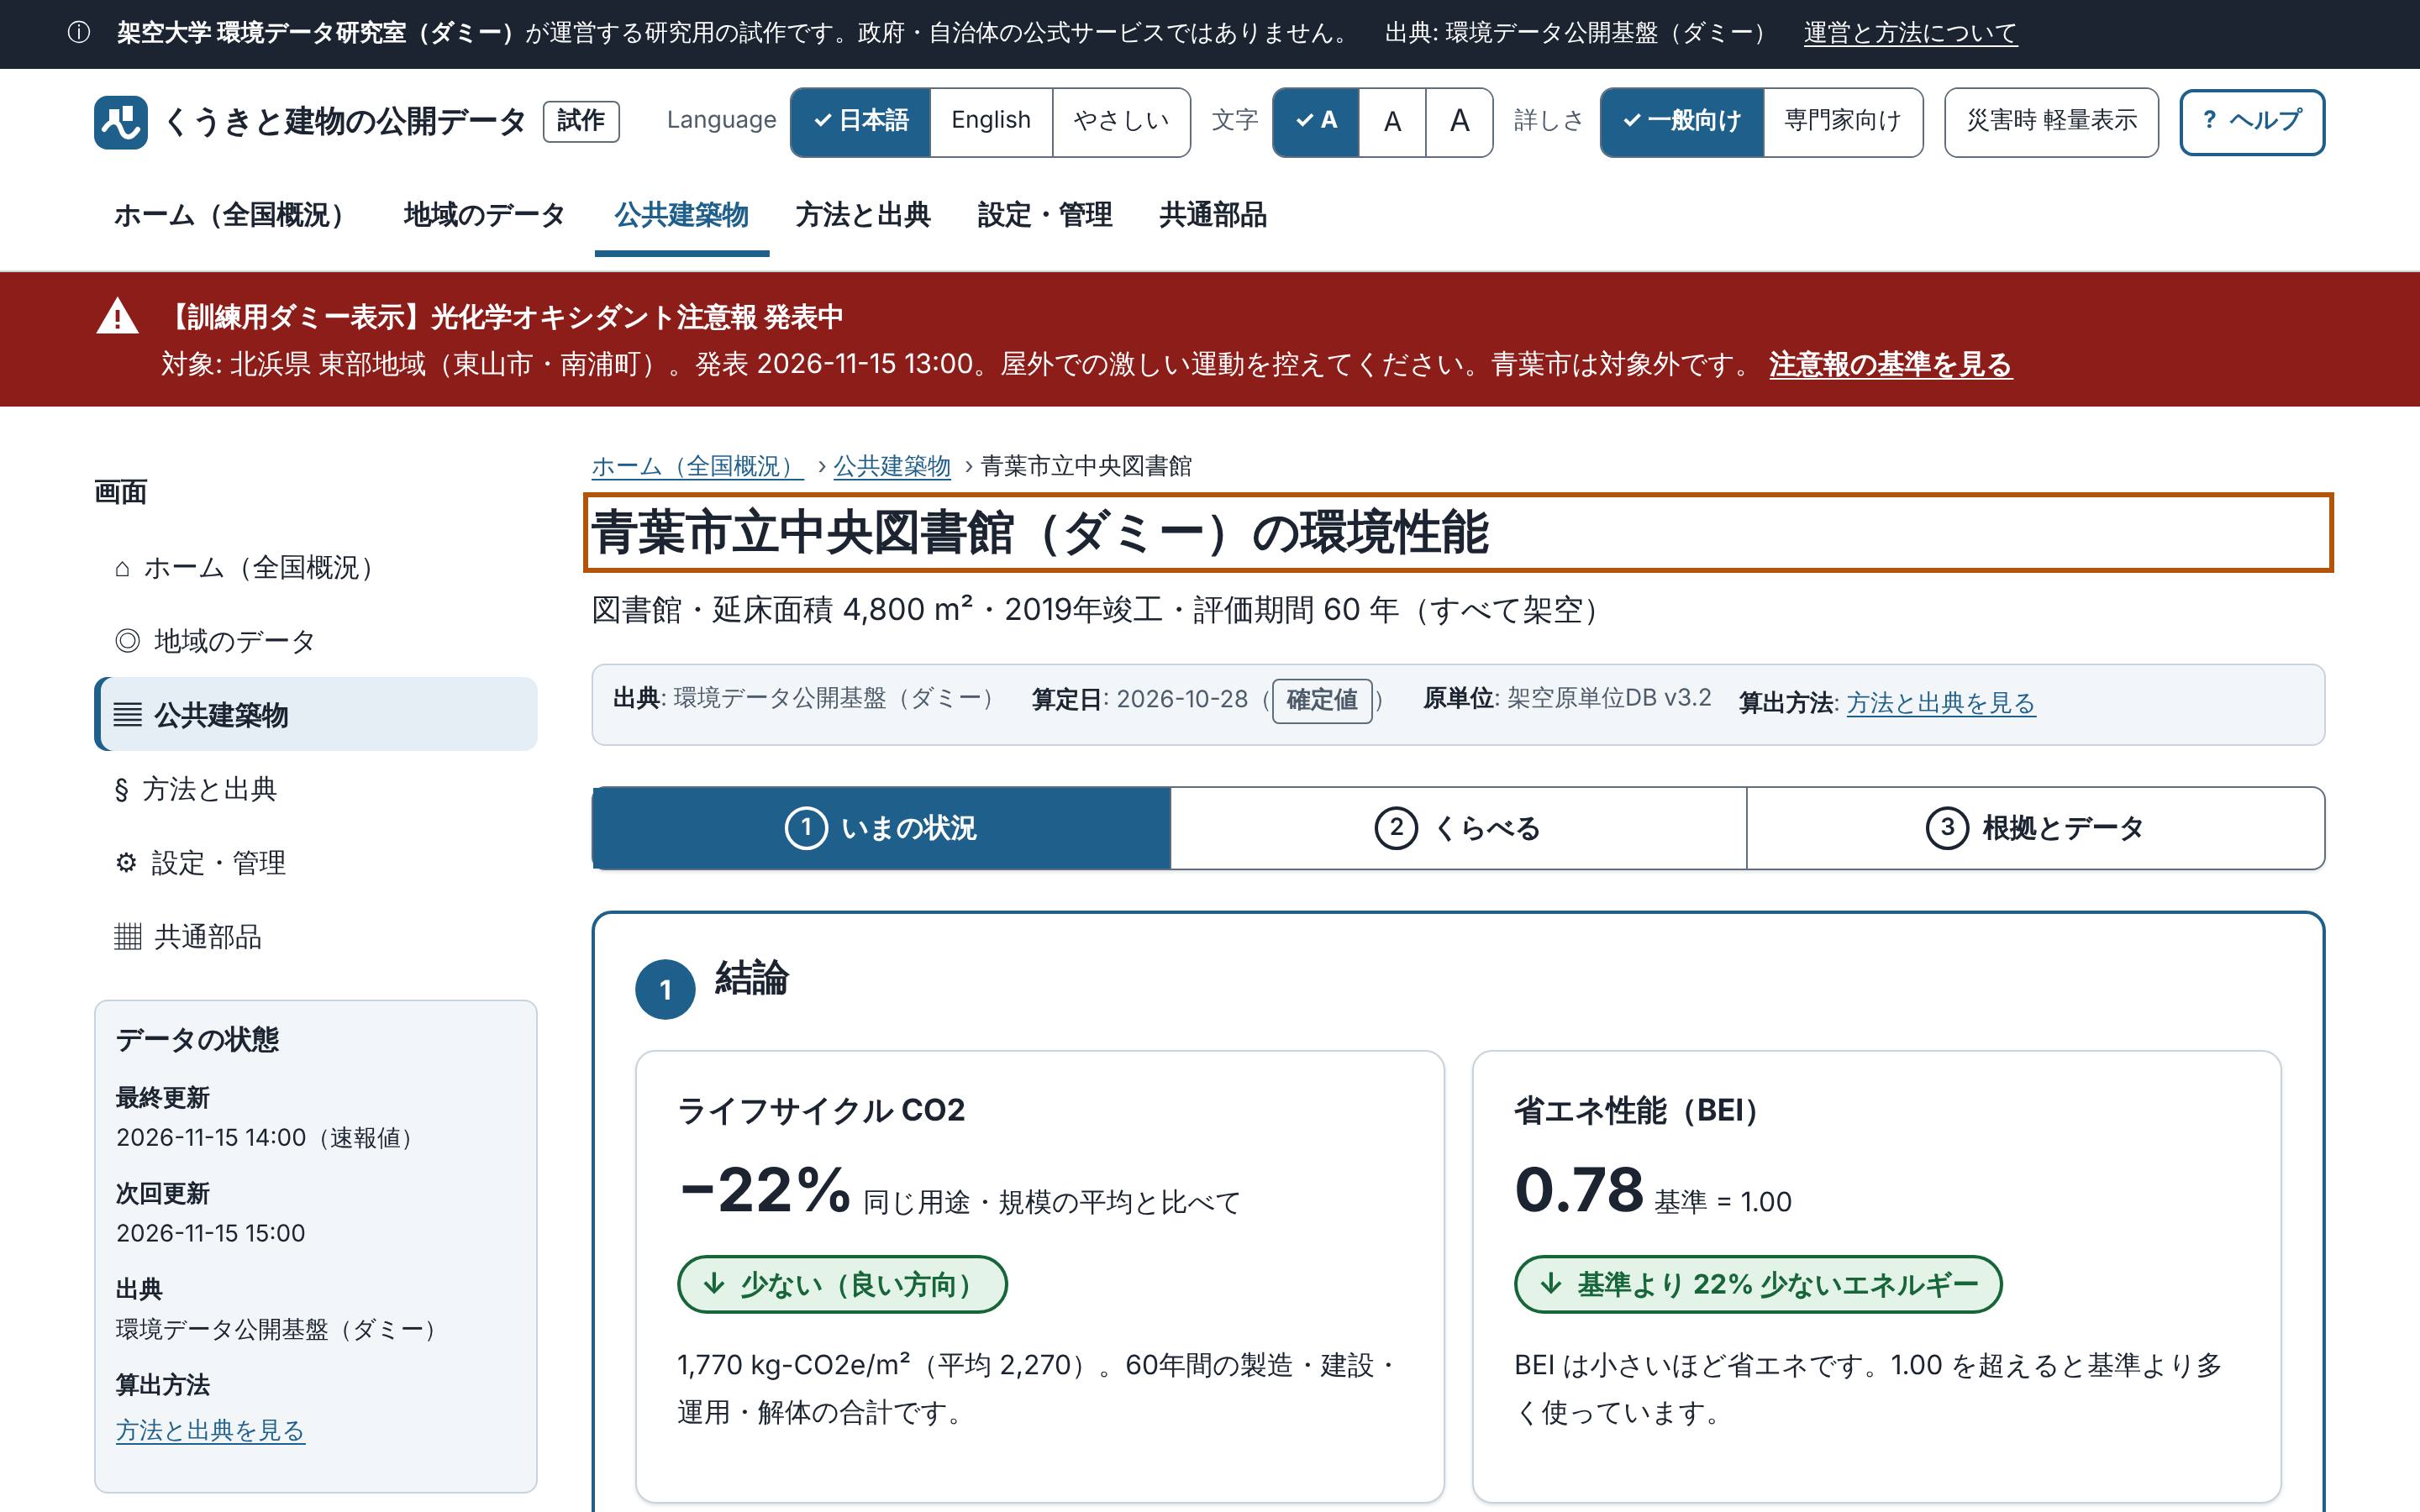 ⓘ 架空大学 環境データ研究室（ダミー）が運営する研究用の試作です。政府・自治体の公式サービスではありません。 出典: 環境データ公開基盤（ダミー） 運営と方法について
くうきと建物の公開データ 試作 Language ✓ 日本語 English やさしい 文字 ✓ A A A 詳しさ ✓ 一般向け 専門家向け 災害時 軽量表示 ? ヘルプ
ホーム（全国概況） 地域のデータ 公共建築物 方法と出典 設定・管理 共通部品
【訓練用ダミー表示】光化学オキシダント注意報 発表中
対象: 北浜県 東部地域（東山市・南浦町）。発表 2026-11-15 13:00。屋外での激しい運動を控えてください。青葉市は対象外です。 注意報の基準を見る
画面
⌂ ホーム（全国概況）
◎ 地域のデータ
▤ 公共建築物
§ 方法と出典
⚙ 設定・管理
▦ 共通部品
データの状態
最終更新
2026-11-15 14:00（速報値）
次回更新
2026-11-15 15:00
出典
環境データ公開基盤（ダミー）
算出方法
方法と出典を見る
ホーム（全国概況） › 公共建築物 › 青葉市立中央図書館
青葉市立中央図書館（ダミー）の環境性能
図書館・延床面積 4,800 m²・2019年竣工・評価期間 60 年（すべて架空）
出典: 環境データ公開基盤（ダミー） 算定日: 2026-10-28（確定値） 原単位: 架空原単位DB v3.2 算出方法: 方法と出典を見る
1 いまの状況 2 くらべる 3 根拠とデータ
1 結論
ライフサイクル CO2
−22% 同じ用途・規模の平均と比べて
↓ 少ない（良い方向）
1,770 kg-CO2e/m²（平均 2,270）。60年間の製造・建設・
運用・解体の合計です。
省エネ性能（BEI）
0.78 基準 = 1.00
↓ 基準より 22% 少ないエネルギー
BEI は小さいほど省エネです。1.00 を超えると基準より多
く使っています。